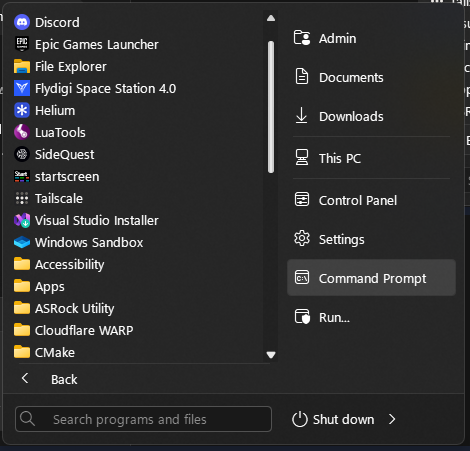 Discord
Epic Games Launcher
File Explorer
Flydigi Space Station 4.0
Helium
LuaTools
SideQuest
startscreen
Tailscale
Visual Studio Installer
Windows Sandbox
Accessibility
Apps
ASRock Utility
Cloudflare WARP
CMake
Back
Search programs and files
Admin
Documents
Downloads
This PC
Control Panel
Settings
Command Prompt
Run...
Shut down